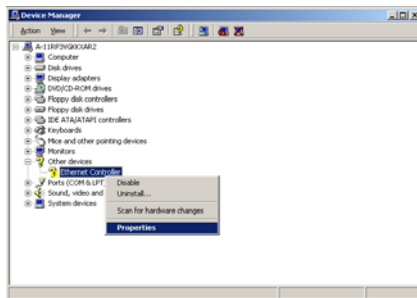 Device Manager
Action View
A-11RP3VQXXUAR2
Computer
Disk drives
Display adapters
DVD/CD-ROM drives
Floppy disk controllers
Floppy disk drives
IDE ATA/ATAPI controllers
Keyboards
Mice and other pointing devices
Monitors
Other devices
Ethernet Controller
Ports (COM & LPT
Sound, video and
System devices
Disable
Uninstall...
Scan for hardware changes
Properties